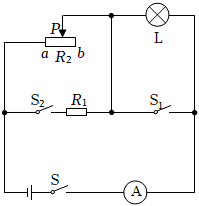 P
L
a R₂ b
S₂ R₁ S₁
S A